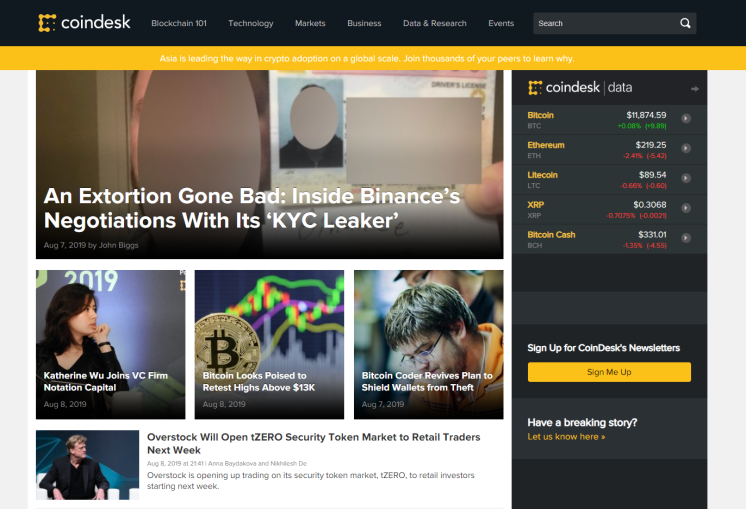 coindesk
Blockchain 101
Technology
Markets
Business
Data & Research
Events
Search
Asia is leading the way in crypto adoption on a global scale. Join thousands of your peers to learn why.
DRIVER'S LICENSE
An Extortion Gone Bad: Inside Binance's
Negotiations With Its 'KYC Leaker'
Aug 7, 2019 by John Biggs
2019
Katherine Wu Joins VC Firm
Notation Capital
Aug 8, 2019
Bitcoin Looks Poised to
Retest Highs Above $13K
Aug 8, 2019
Bitcoin Coder Revives Plan to
Shield Wallets from Theft
Aug 7, 2019
Overstock Will Open tZERO Security Token Market to Retail Traders
Next Week
Aug 8, 2019 at 21:41 | Anna Baydakova and Nikhilesh De
Overstock is opening up trading on its security token market, tZERO, to retail investors
starting next week.
coindesk | data
Bitcoin $11,874.59
BTC +0.08% (+9.89)
Ethereum $219.25
ETH -2.41% (-5.42)
Litecoin $89.54
LTC -0.66% (-0.60)
XRP $0.3068
XRP -0.7075% (-0.0021)
Bitcoin Cash $331.01
BCH -1.35% (-4.55)
Sign Up for CoinDesk's Newsletters
Sign Me Up
Have a breaking story?
Let us know here »